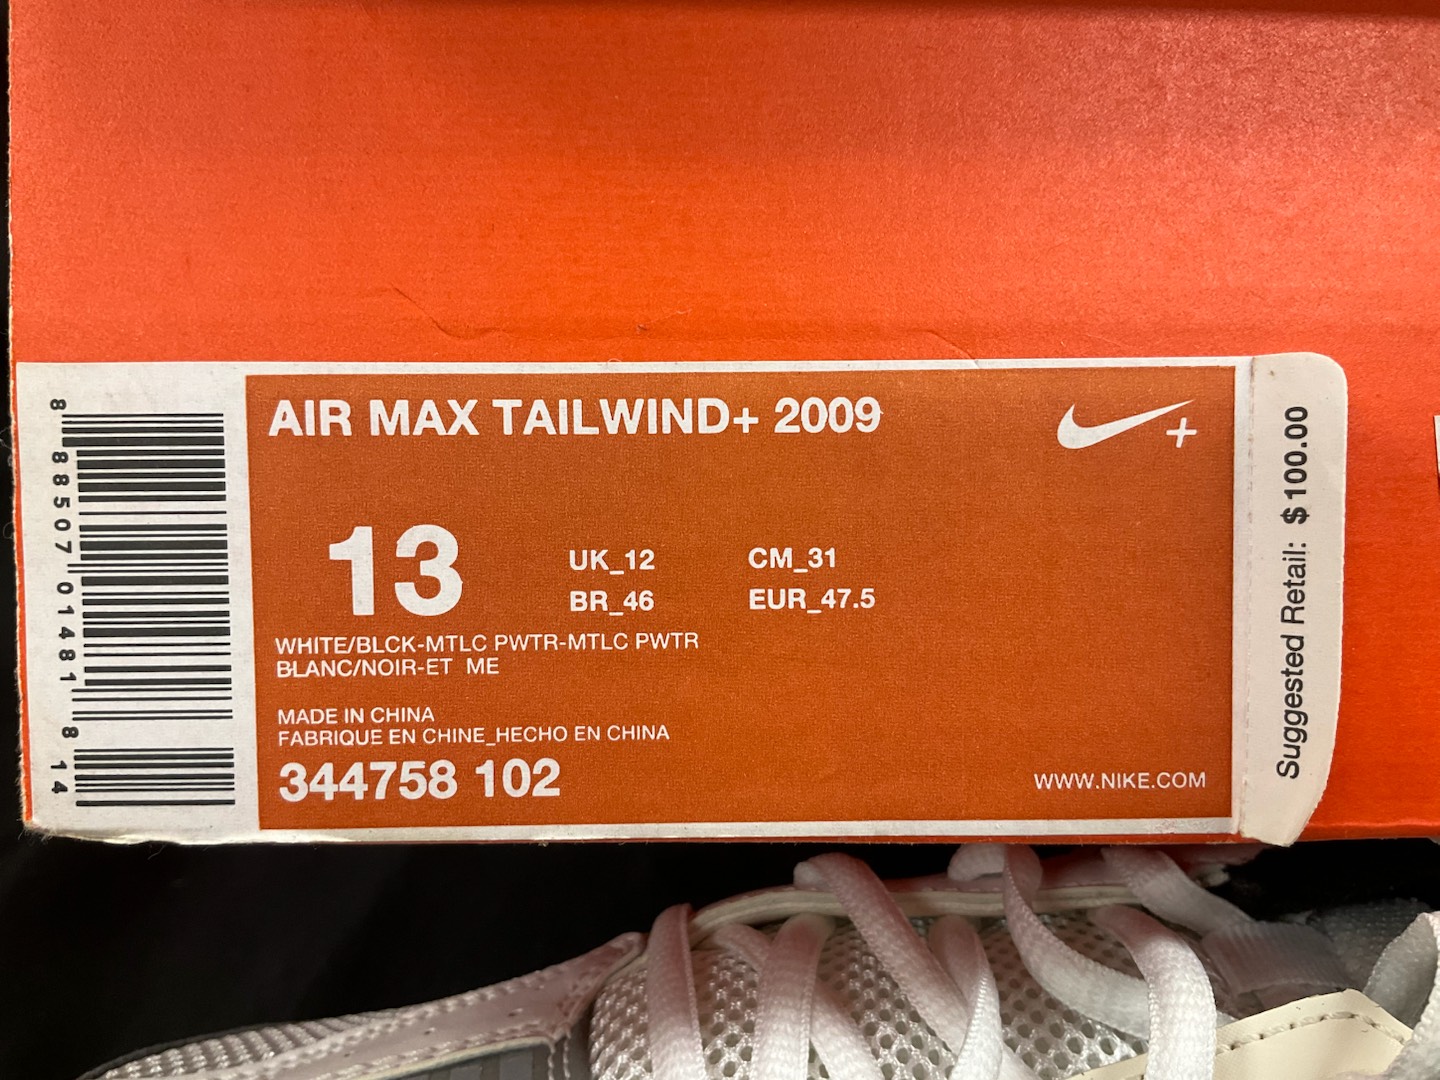 AIR MAX TAILWIND+ 2009
13
UK_12
CM_31
BR_46
EUR_47.5
WHITE/BLCK-MTLC PWTR-MTLC PWTR
BLANC/NOIR-ET  ME
MADE IN CHINA
FABRIQUE EN CHINE_HECHO EN CHINA
344758 102
WWW.NIKE.COM
8 88507 01481 8 14
Suggested Retail: $100.00